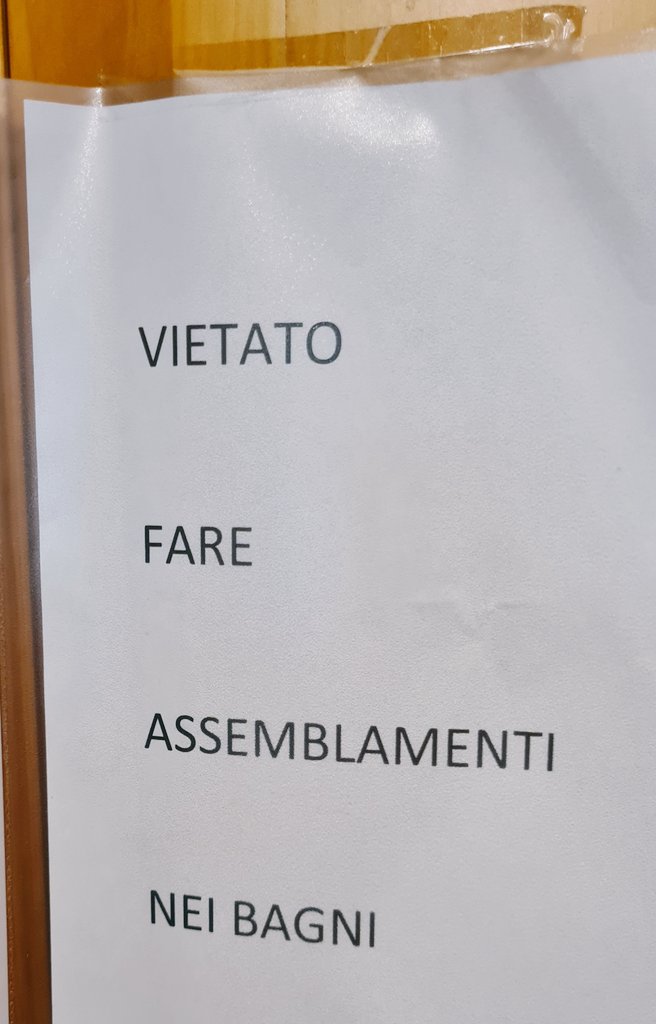 VIETATO
FARE
ASSEMBLAMENTI
NEI BAGNI